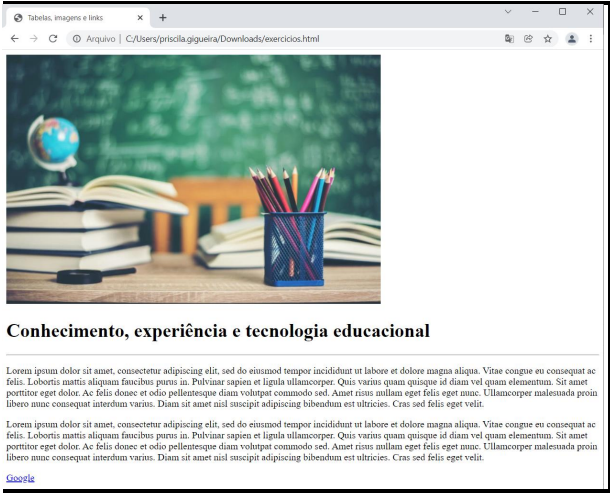 Tabelas, imagens e links
Arquivo | C:/Users/priscila.gigueira/Downloads/exercicios.html
Conhecimento, experiência e tecnologia educacional
Lorem ipsum dolor sit amet, consectetur adipiscing elit, sed do eiusmod tempor incididunt ut labore et dolore magna aliqua. Vitae congue eu consequat ac
felis. Lobortis mattis aliquam faucibus purus in. Pulvinar sapien et ligula ullamcorper. Quis varius quam quisque id diam vel quam elementum. Sit amet
porttitor eget dolor. Ac felis donec et odio pellentesque diam volutpat commodo sed. Amet risus nullam eget felis eget nunc. Ullamcorper malesuada proin
libero nunc consequat interdum varius. Diam sit amet nisl suscipit adipiscing bibendum est ultricies. Cras sed felis eget velit.
Lorem ipsum dolor sit amet, consectetur adipiscing elit, sed do eiusmod tempor incididunt ut labore et dolore magna aliqua. Vitae congue eu consequat ac
felis. Lobortis mattis aliquam faucibus purus in. Pulvinar sapien et ligula ullamcorper. Quis varius quam quisque id diam vel quam elementum. Sit amet
porttitor eget dolor. Ac felis donec et odio pellentesque diam volutpat commodo sed. Amet risus nullam eget felis eget nunc. Ullamcorper malesuada proin
libero nunc consequat interdum varius. Diam sit amet nisl suscipit adipiscing bibendum est ultricies. Cras sed felis eget velit.
Google